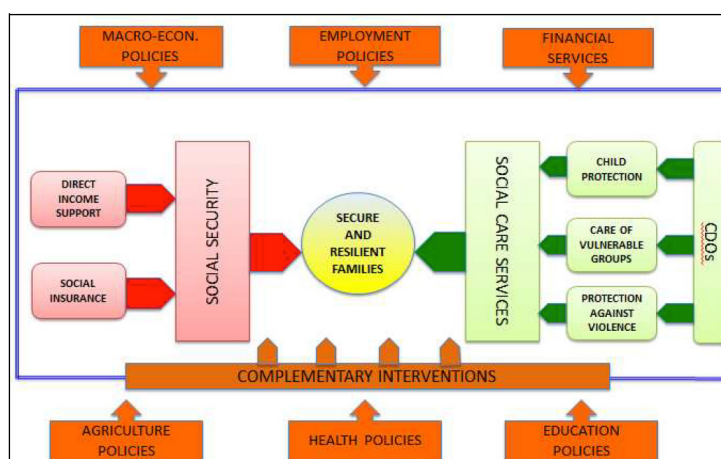 MACRO-ECON.
POLICIES
EMPLOYMENT
POLICIES
FINANCIAL
SERVICES
DIRECT
INCOME
SUPPORT
SOCIAL
INSURANCE
SOCIAL SECURITY
SECURE
AND
RESILIENT
FAMILIES
SOCIAL CARE SERVICES
CHILD
PROTECTION
CARE OF
VULNERABLE
GROUPS
PROTECTION
AGAINST
VIOLENCE
CDOs
COMPLEMENTARY INTERVENTIONS
AGRICULTURE
POLICIES
HEALTH POLICIES
EDUCATION
POLICIES